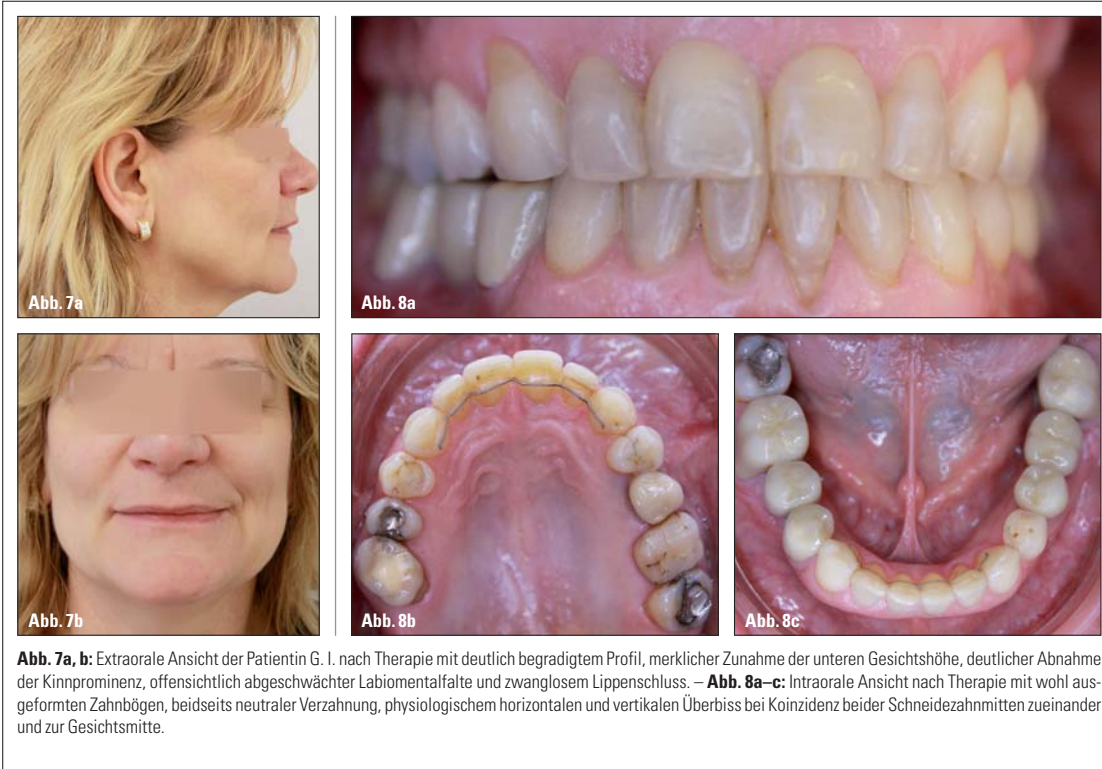 Abb. 7a
Abb. 8a
Abb. 7b
Abb. 8b
Abb. 8c
Abb. 7a, b: Extraorale Ansicht der Patientin G. I. nach Therapie mit deutlich begradigtem Profil, merklicher Zunahme der unteren Gesichtshöhe, deutlicher Abnahme
der Kinnprominenz, offensichtlich abgeschwächter Labiomentalfalte und zwanglosem Lippenschluss. – Abb. 8a–c: Intraorale Ansicht nach Therapie mit wohl aus-
geformten Zahnbögen, beidseits neutraler Verzahnung, physiologischem horizontalen und vertikalen Überbiss bei Koinzidenz beider Schneidezahnmitten zueinander
und zur Gesichtsmitte.